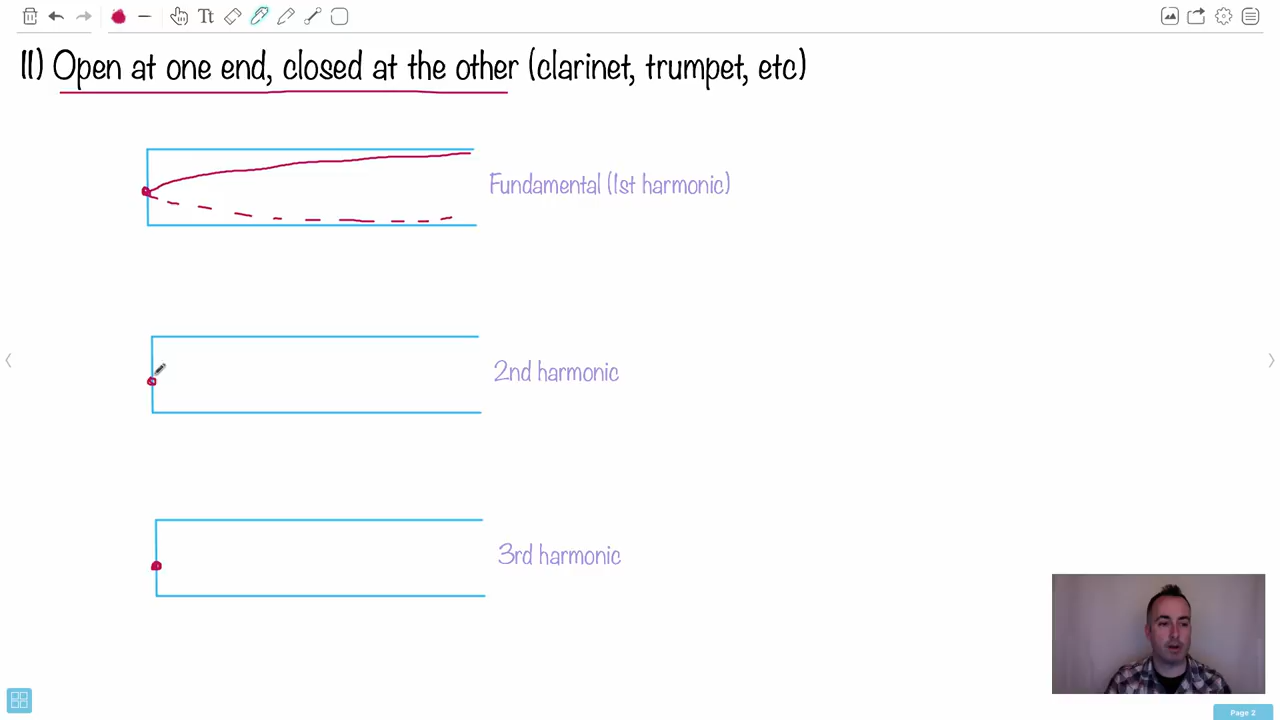 Tt
II) Open at one end, closed at the other (clarinet, trumpet, etc)
Fundamental (1st harmonic)
2nd harmonic
3rd harmonic
Page 2